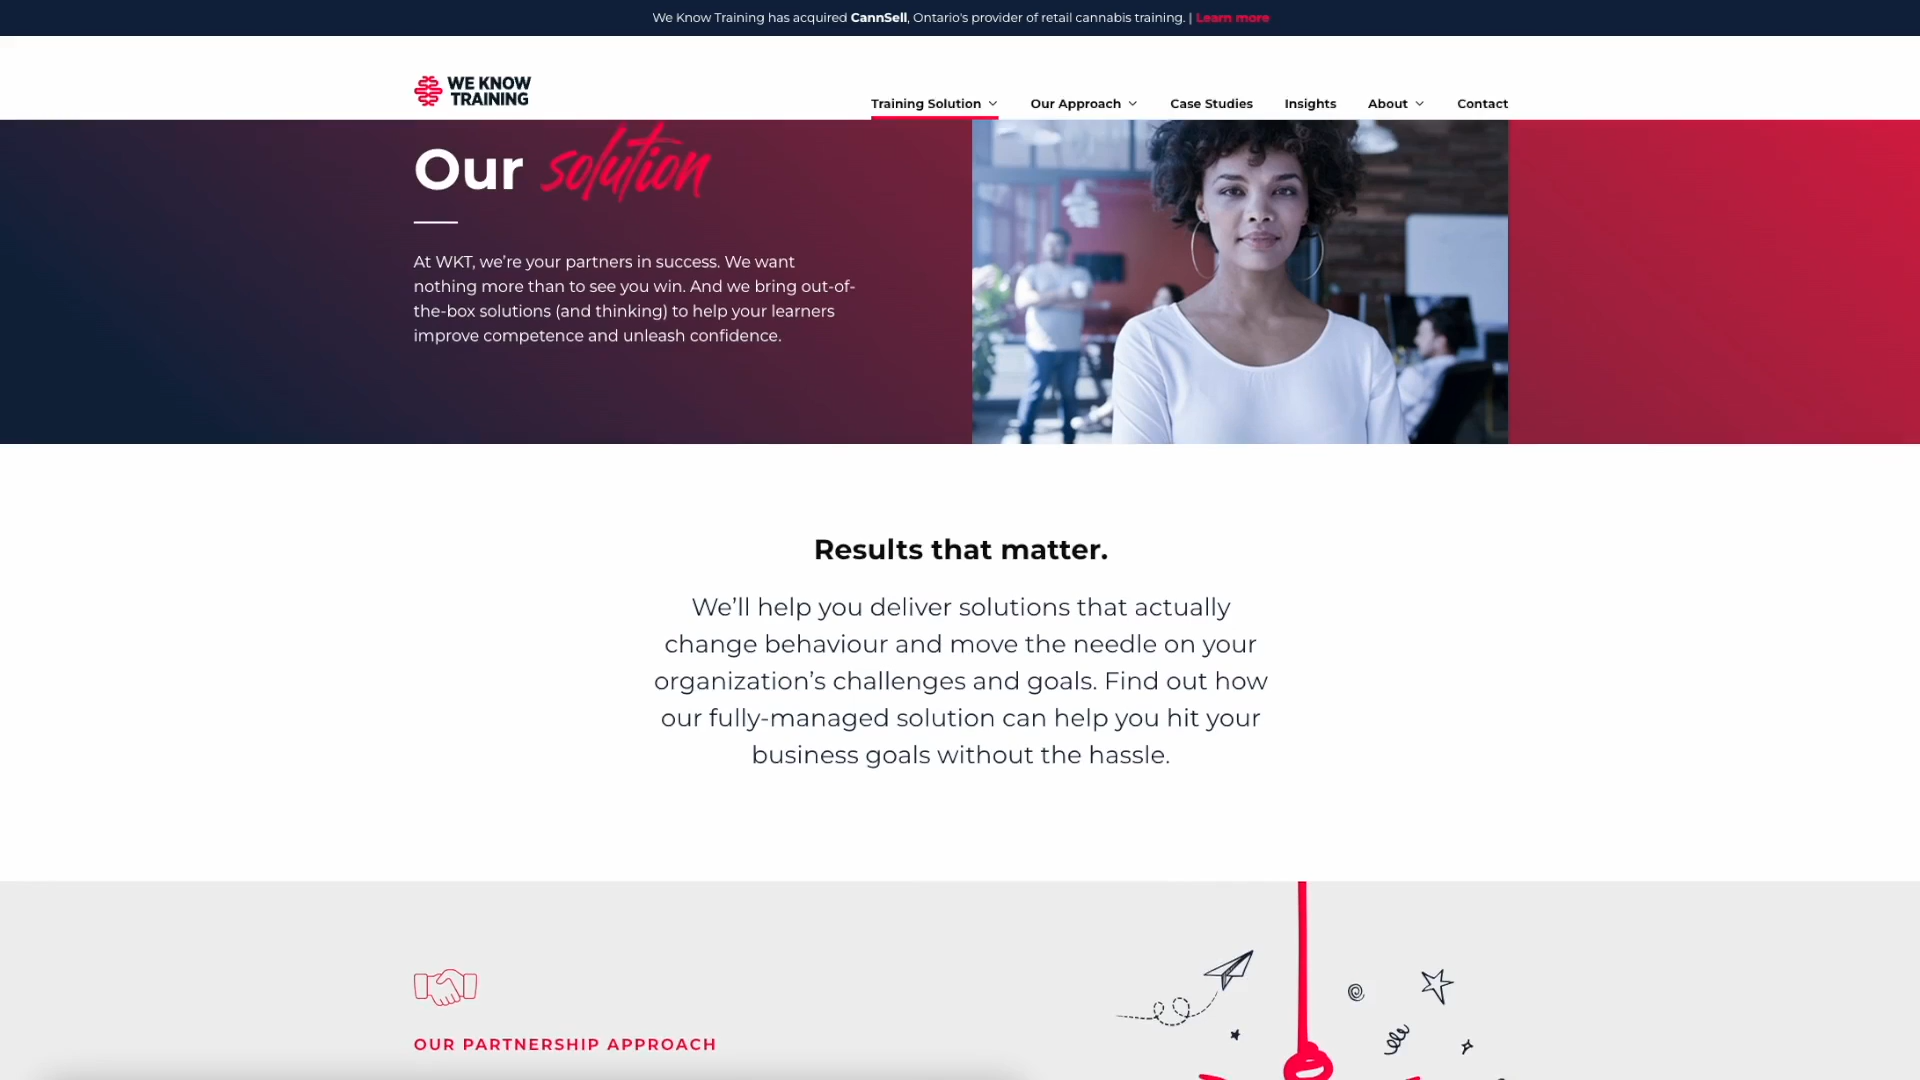 We Know Training has acquired CannSell, Ontario's provider of retail cannabis training. | Learn more
WE KNOW
TRAINING
Training Solution
Our Approach
Case Studies
Insights
About
Contact
Our solution
At WKT, we're your partners in success. We want
nothing more than to see you win. And we bring out-of-
the-box solutions (and thinking) to help your learners
improve competence and unleash confidence.
Results that matter.
We'll help you deliver solutions that actually
change behaviour and move the needle on your
organization's challenges and goals. Find out how
our fully-managed solution can help you hit your
business goals without the hassle.
OUR PARTNERSHIP APPROACH